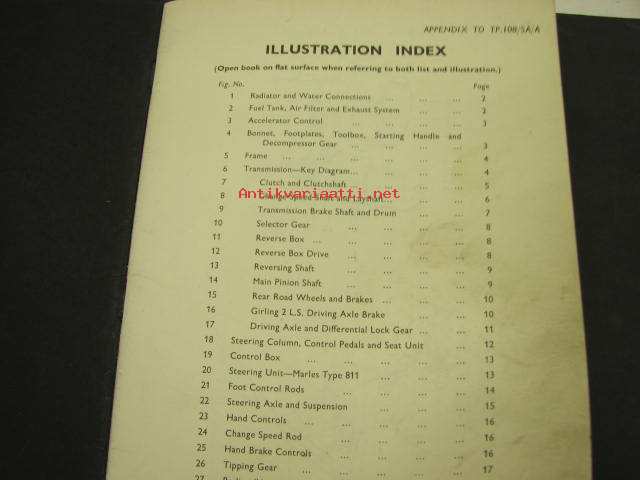 APPENDIX TO TP.108/5A/A
ILLUSTRATION INDEX
(Open book on flat surface when referring to both list and illustration.)
Fig. No. Page
1 Radiator and Water Connections ... ... ... 2
2 Fuel Tank, Air Filter and Exhaust System ... ... 2
3 Accelerator Control ... ... ... 3
4 Bonnet, Footplates, Toolbox, Starting Handle and
Decompressor Gear ... ... ... 3
5 Frame ... ... ... ... ... 4
6 Transmission—Key Diagram... ... ... 4
7 Clutch and Clutchshaft ... ... ... 5
Antikvariaatti.net
8 Change Speed Shaft and Layshaft... ... 6
9 Transmission Brake Shaft and Drum ... 7
10 Selector Gear ... ... ... 8
11 Reverse Box ... ... ... ... 8
12 Reverse Box Drive ... ... ... 8
13 Reversing Shaft ... ... ... 9
14 Main Pinion Shaft ... ... ... 9
15 Rear Road Wheels and Brakes ... ... 10
16 Girling 2 L.S. Driving Axle Brake ... 10
17 Driving Axle and Differential Lock Gear ... 11
18 Steering Column, Control Pedals and Seat Unit ... 12
19 Control Box ... ... ... ... 13
20 Steering Unit—Marles Type 811 ... ... 13
21 Foot Control Rods ... ... ... 14
22 Steering Axle and Suspension ... ... 15
23 Hand Controls ... ... ... ... 16
24 Change Speed Rod ... ... ... 16
25 Hand Brake Controls ... ... ... 16
26 Tipping Gear ... ... ... ... 17
27